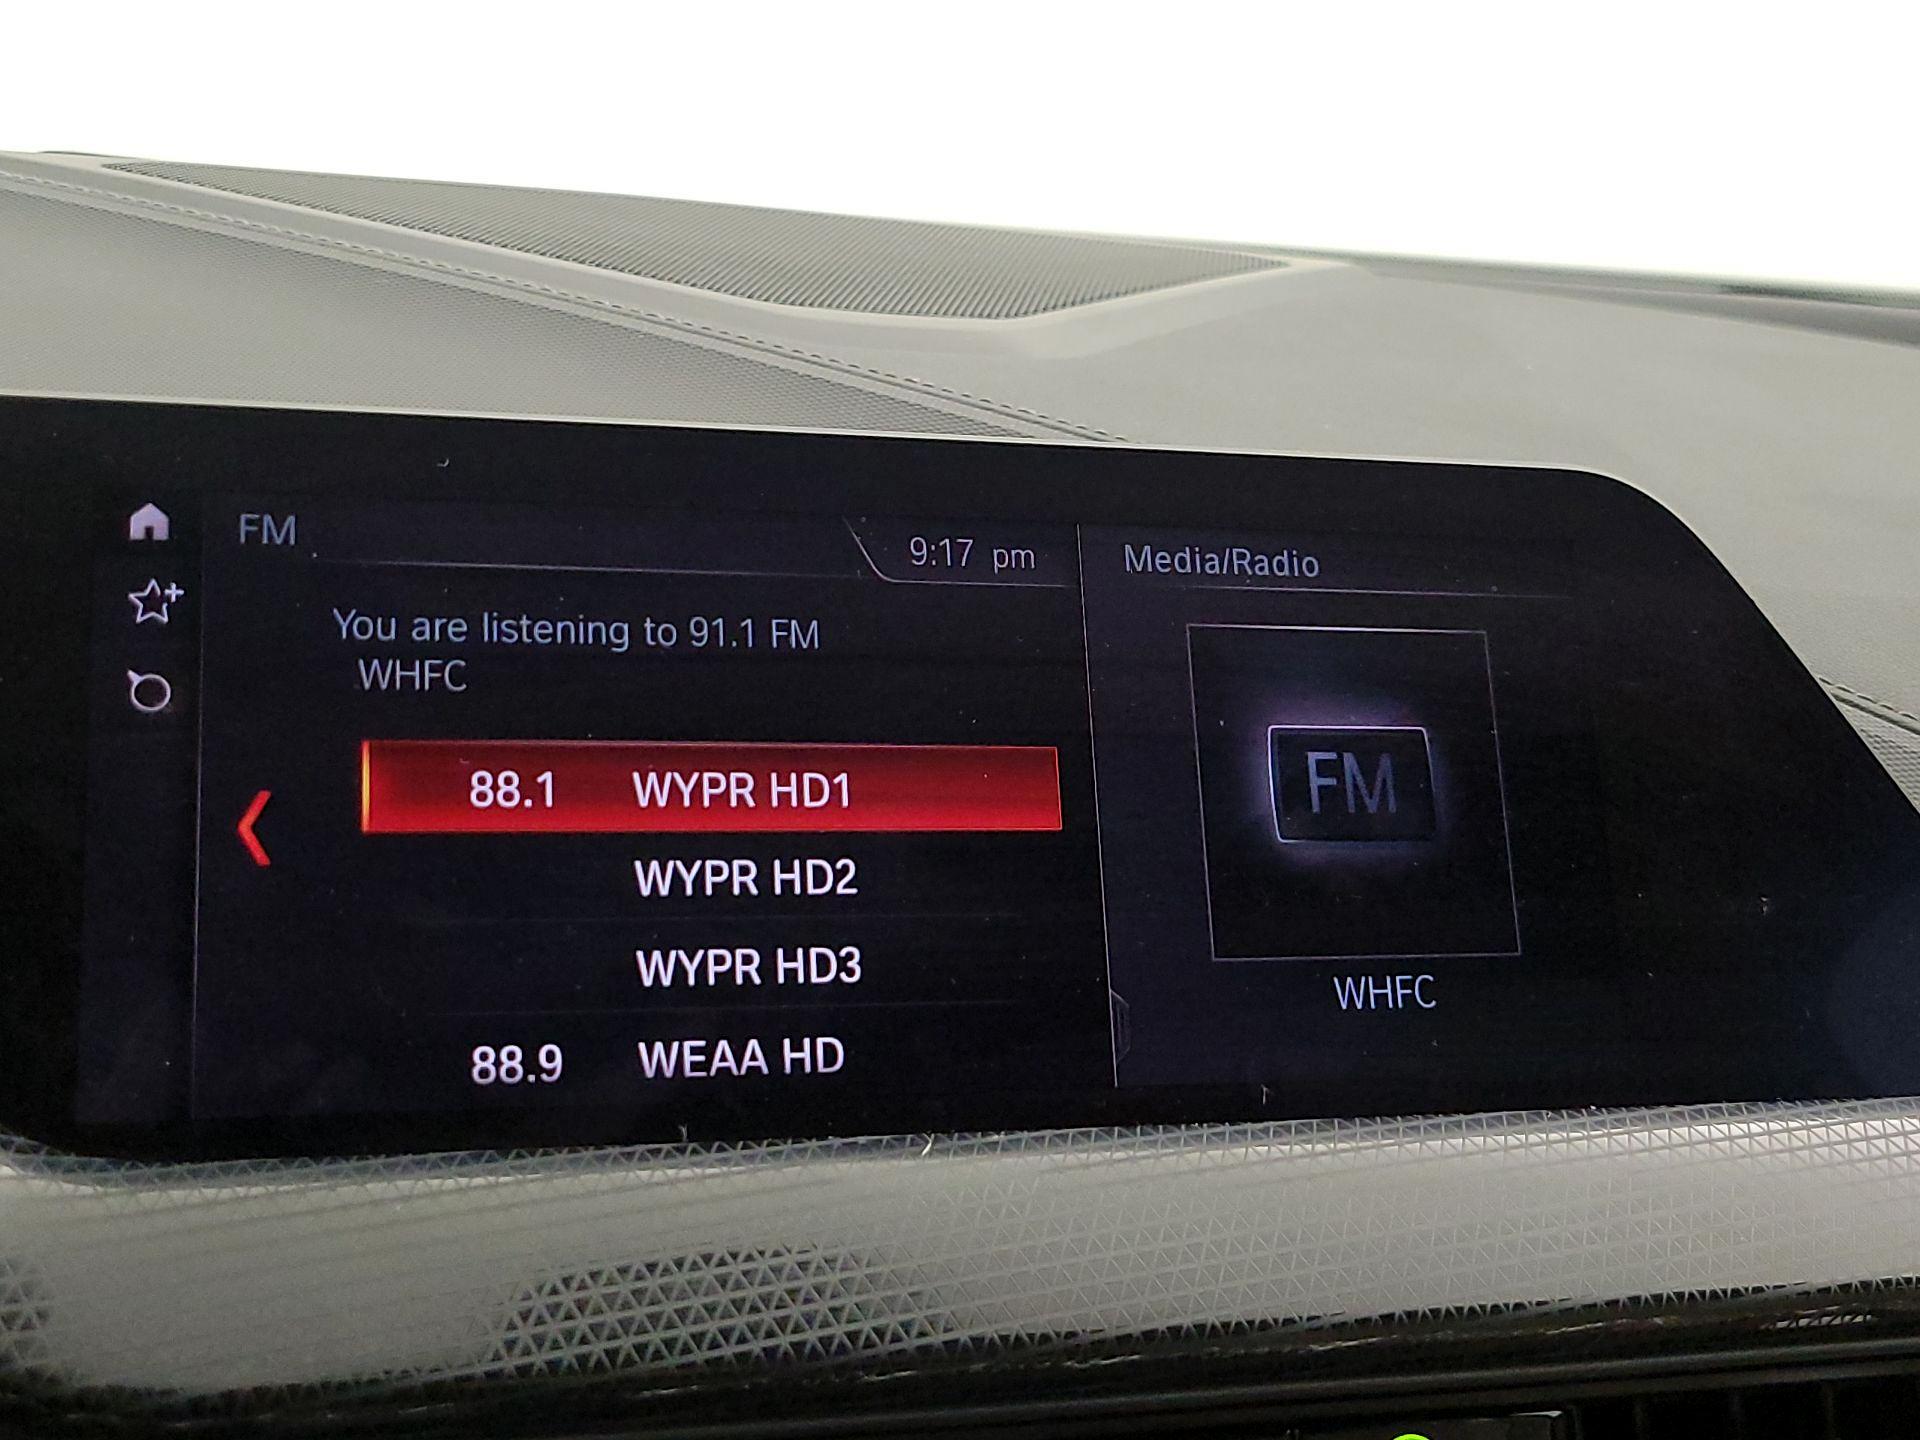 FM
9:17 pm
Media/Radio
You are listening to 91.1 FM
WHFC
88.1 WYPR HD1
WYPR HD2
WYPR HD3
88.9 WEAA HD
FM
WHFC